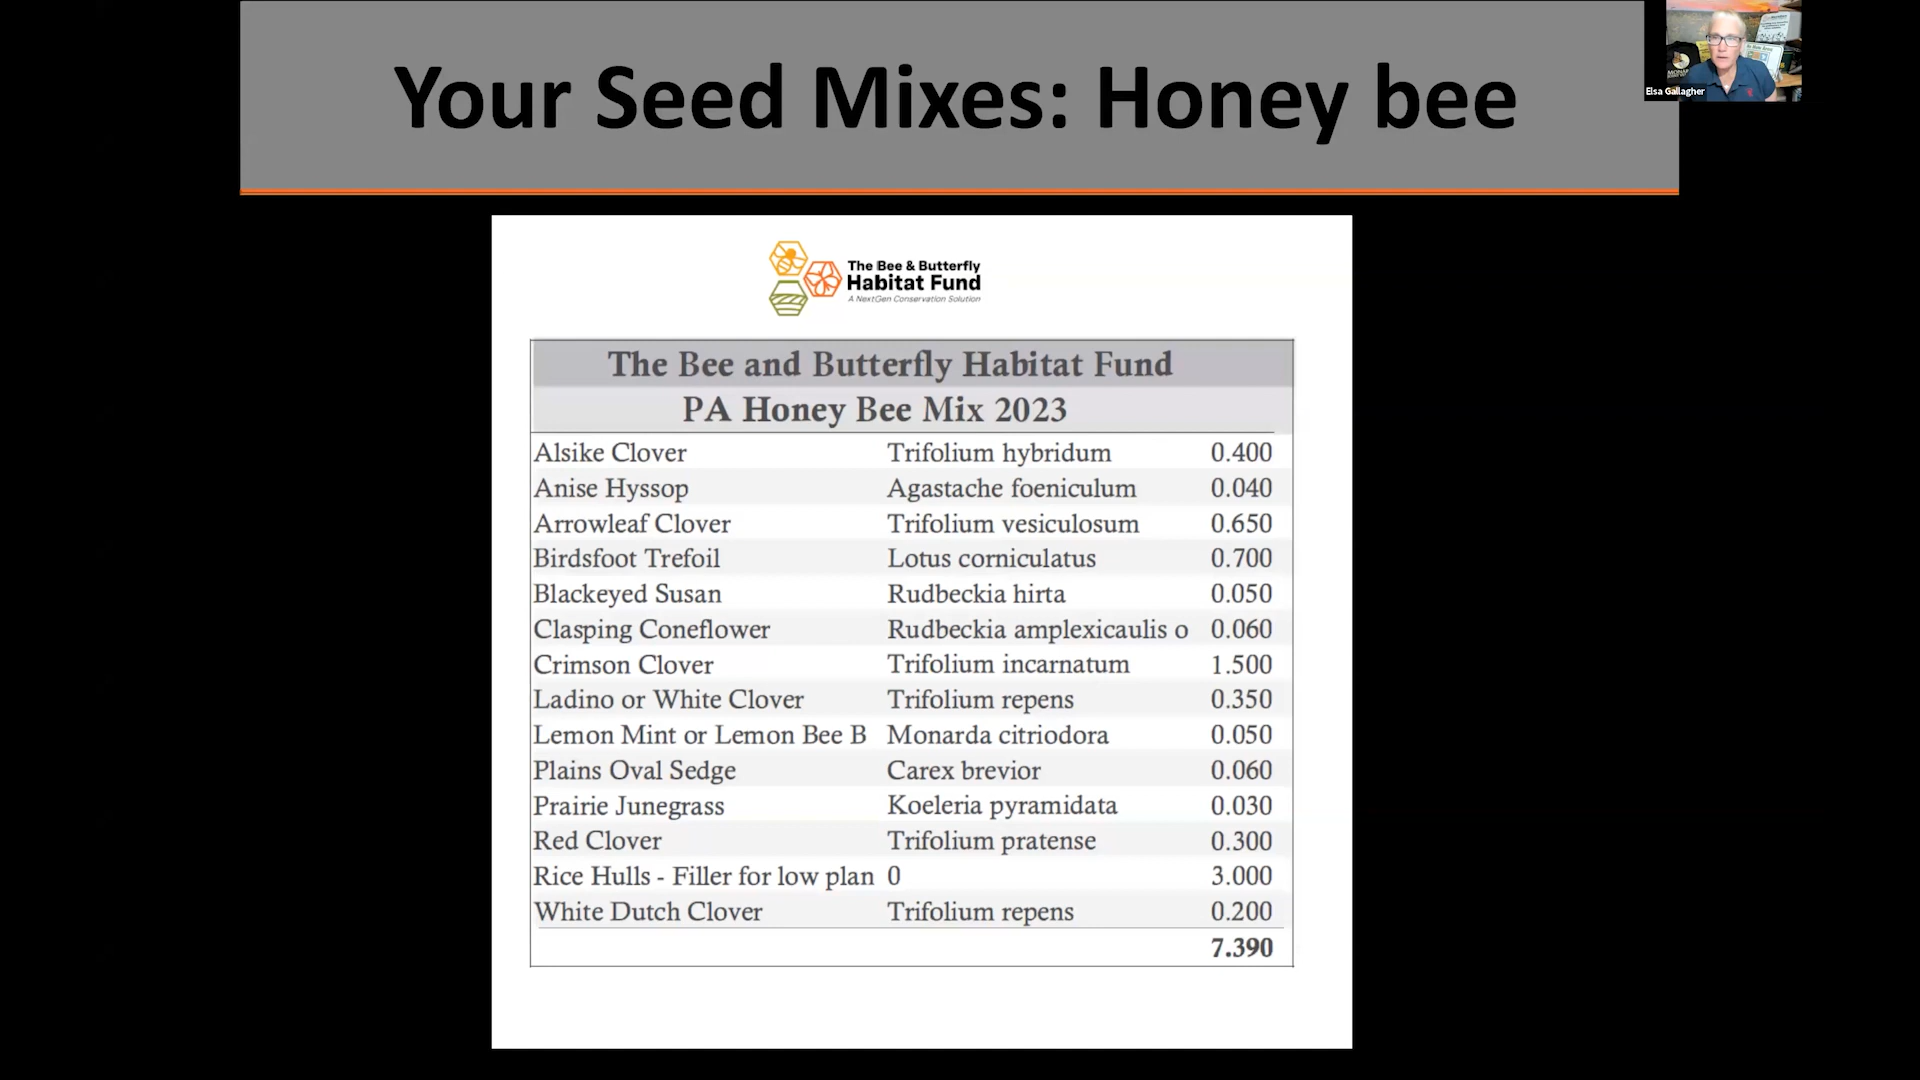 Your Seed Mixes: Honey bee
Elsa Gallagher
The Bee & Butterfly
Habitat Fund
A NextGen Conservation Solution
The Bee and Butterfly Habitat Fund
PA Honey Bee Mix 2023
Alsike Clover Trifolium hybridum 0.400
Anise Hyssop Agastache foeniculum 0.040
Arrowleaf Clover Trifolium vesiculosum 0.650
Birdsfoot Trefoil Lotus corniculatus 0.700
Blackeyed Susan Rudbeckia hirta 0.050
Clasping Coneflower Rudbeckia amplexicaulis o 0.060
Crimson Clover Trifolium incarnatum 1.500
Ladino or White Clover Trifolium repens 0.350
Lemon Mint or Lemon Bee B Monarda citriodora 0.050
Plains Oval Sedge Carex brevior 0.060
Prairie Junegrass Koeleria pyramidata 0.030
Red Clover Trifolium pratense 0.300
Rice Hulls - Filler for low plan 0 3.000
White Dutch Clover Trifolium repens 0.200
7.390